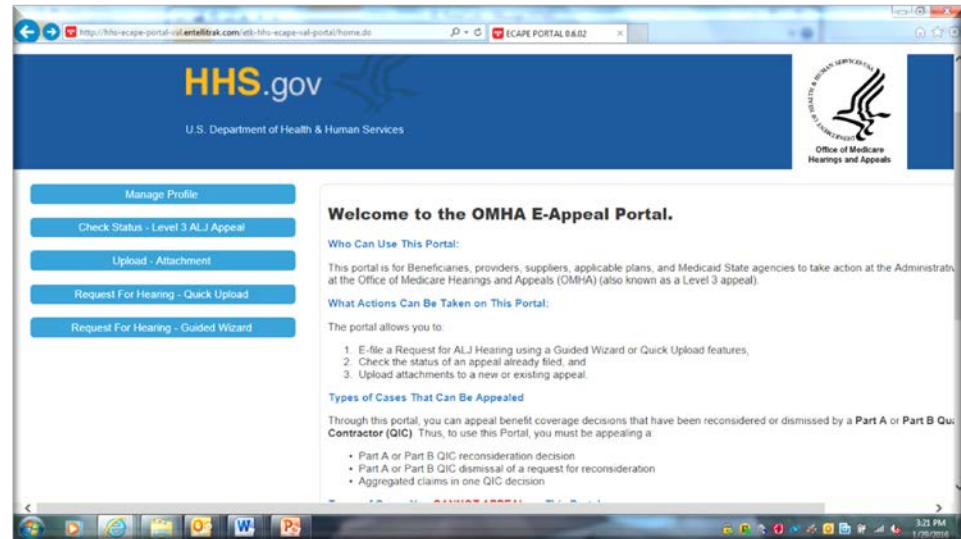 http://hhs-ecape-portal-val.entellitrak.com/etk-hhs-ecape-val-portal/home.do
ECAPE PORTAL 0.6.02
HHS.gov
U.S. Department of Health & Human Services
Office of Medicare
Hearings and Appeals
Manage Profile
Check Status - Level 3 ALJ Appeal
Upload - Attachment
Request For Hearing - Quick Upload
Request For Hearing - Guided Wizard
Welcome to the OMHA E-Appeal Portal.
Who Can Use This Portal:
This portal is for Beneficiaries, providers, suppliers, applicable plans, and Medicaid State agencies to take action at the Administrativ
at the Office of Medicare Hearings and Appeals (OMHA) (also known as a Level 3 appeal).
What Actions Can Be Taken on This Portal:
The portal allows you to:
1. E-file a Request for ALJ Hearing using a Guided Wizard or Quick Upload features,
2. Check the status of an appeal already filed, and
3. Upload attachments to a new or existing appeal.
Types of Cases That Can Be Appealed
Through this portal, you can appeal benefit coverage decisions that have been reconsidered or dismissed by a Part A or Part B Qua
Contractor (QIC) Thus, to use this Portal, you must be appealing a:
• Part A or Part B QIC reconsideration decision
• Part A or Part B QIC dismissal of a request for reconsideration
• Aggregated claims in one QIC decision
3:21 PM
1/29/2016